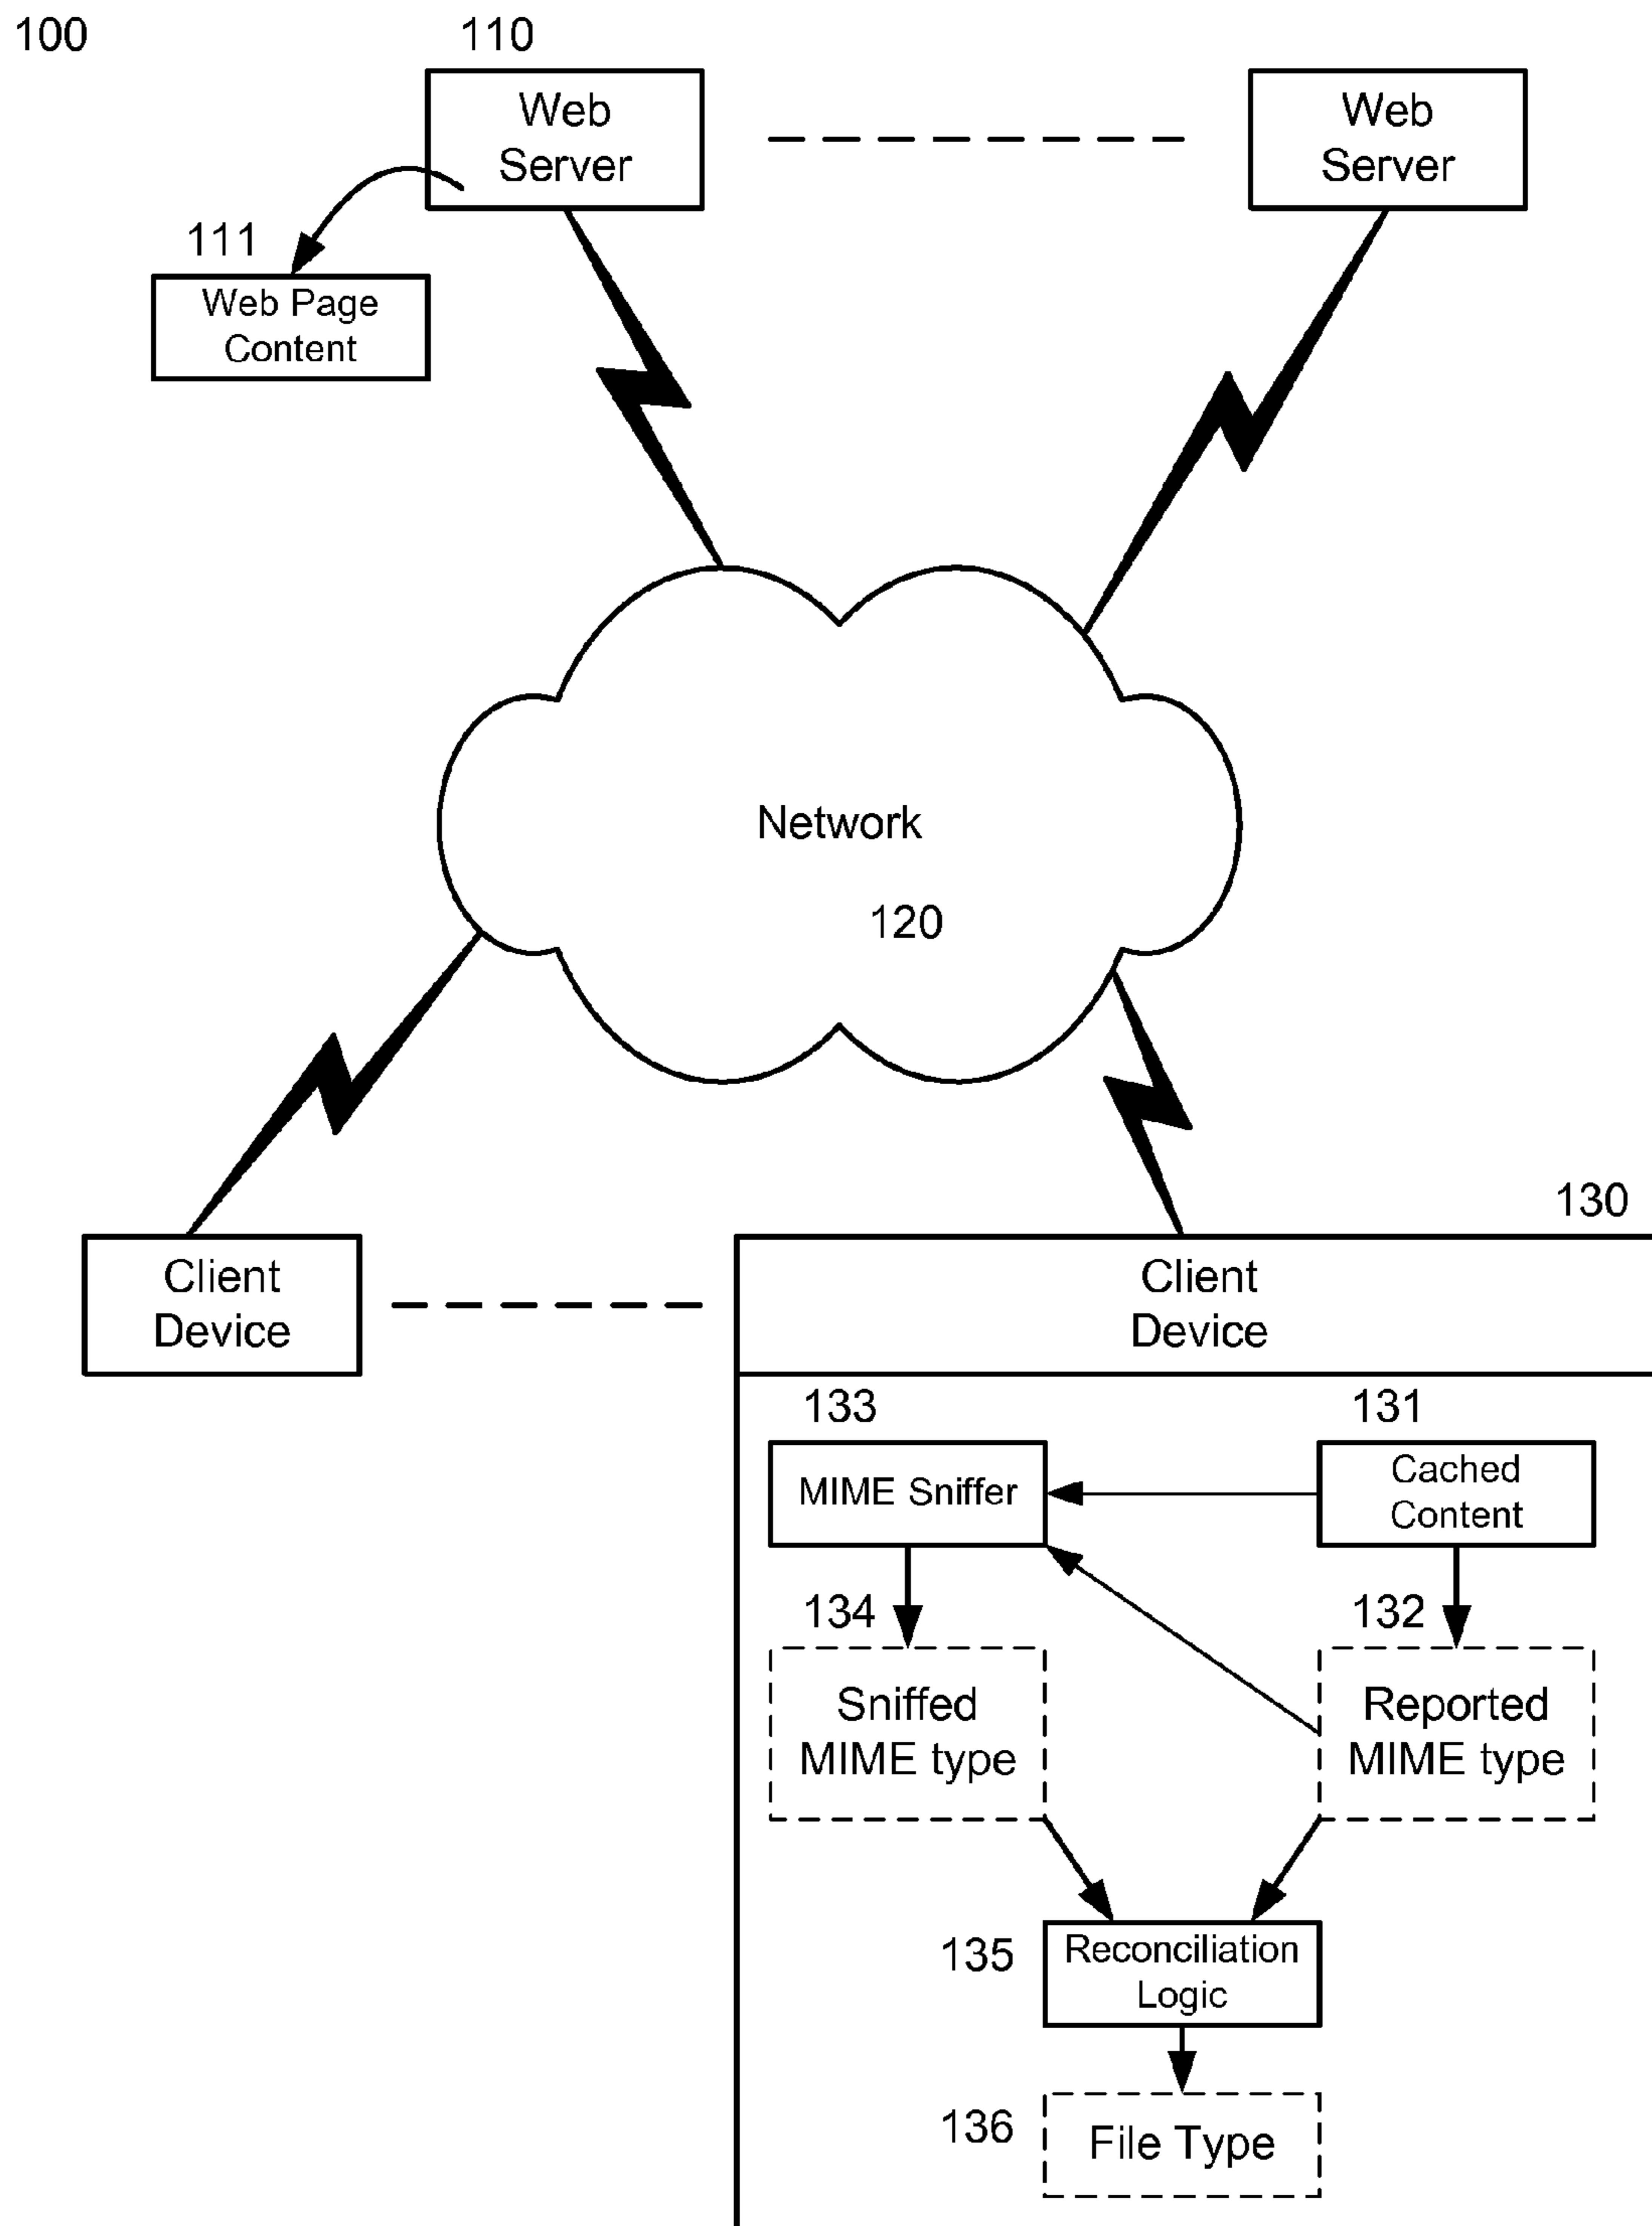 100
110
Web
Server
Web
Server
111
Web Page
Content
Network
120
130
Client
Device
Client
Device
133
131
MIME Sniffer
Cached
Content
134
132
Sniffed
MIME type
Reported
MIME type
135
Reconciliation
Logic
136
File Type